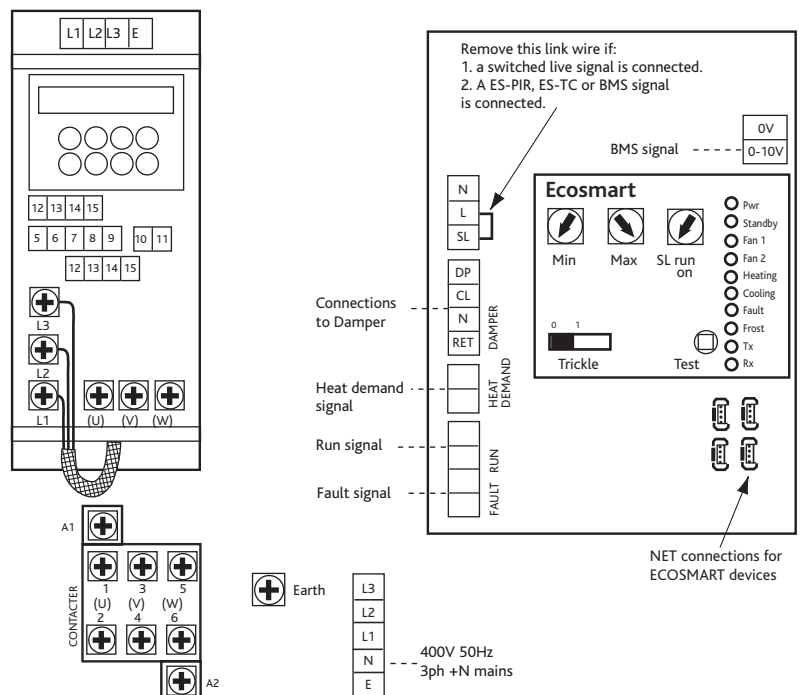 L1 L2 L3 E
12 13 14 15
5 6 7 8 9 10 11
12 13 14 15
L3
L2
L1 (U) (V) (W)
A1
CONTACTER
1 3 5
(U) (V) (W)
2 4 6
A2
Earth
L3
L2
L1
N
E
400V 50Hz
3ph +N mains
Remove this link wire if:
1. a switched live signal is connected.
2. A ES-PIR, ES-TC or BMS signal
is connected.
BMS signal
0V
0-10V
N
L
SL
Ecosmart
Min Max SL run
on
Pwr
Standby
Fan 1
Fan 2
Heating
Cooling
Fault
Frost
Tx
Rx
0 1
Trickle Test
Connections
to Damper
DP
CL
N
RET
DAMPER
Heat demand
signal
HEAT
DEMAND
Run signal
RUN
Fault signal
FAULT
NET connections for
ECOSMART devices